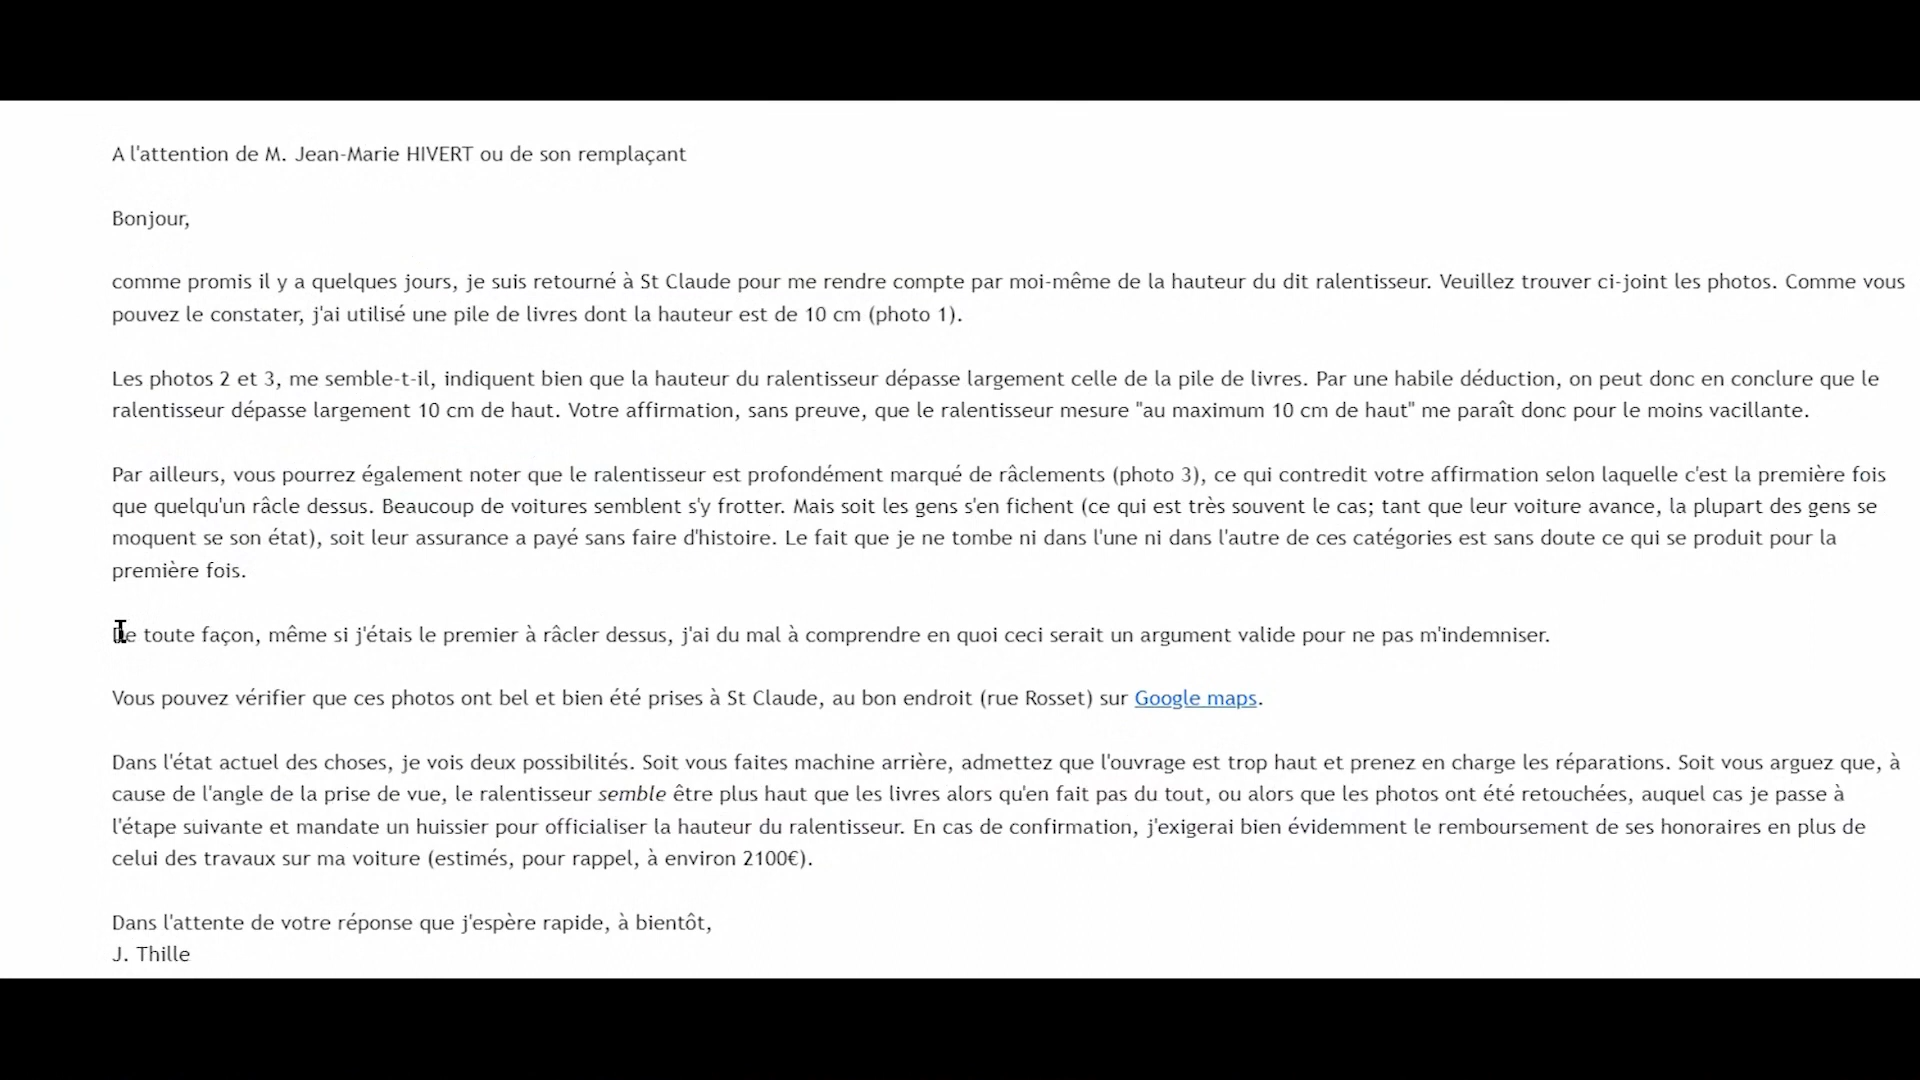 A l'attention de M. Jean-Marie HIVERT ou de son remplaçant
Bonjour,
comme promis il y a quelques jours, je suis retourné à St Claude pour me rendre compte par moi-même de la hauteur du dit ralentisseur. Veuillez trouver ci-joint les photos. Comme vous
pouvez le constater, j'ai utilisé une pile de livres dont la hauteur est de 10 cm (photo 1).
Les photos 2 et 3, me semble-t-il, indiquent bien que la hauteur du ralentisseur dépasse largement celle de la pile de livres. Par une habile déduction, on peut donc en conclure que le
ralentisseur dépasse largement 10 cm de haut. Votre affirmation, sans preuve, que le ralentisseur mesure "au maximum 10 cm de haut" me paraît donc pour le moins vacillante.
Par ailleurs, vous pourrez également noter que le ralentisseur est profondément marqué de râclements (photo 3), ce qui contredit votre affirmation selon laquelle c'est la première fois
que quelqu'un râcle dessus. Beaucoup de voitures semblent s'y frotter. Mais soit les gens s'en fichent (ce qui est très souvent le cas; tant que leur voiture avance, la plupart des gens se
moquent se son état), soit leur assurance a payé sans faire d'histoire. Le fait que je ne tombe ni dans l'une ni dans l'autre de ces catégories est sans doute ce qui se produit pour la
première fois.
De toute façon, même si j'étais le premier à râcler dessus, j'ai du mal à comprendre en quoi ceci serait un argument valide pour ne pas m'indemniser.
Vous pouvez vérifier que ces photos ont bel et bien été prises à St Claude, au bon endroit (rue Rosset) sur Google maps.
Dans l'état actuel des choses, je vois deux possibilités. Soit vous faites machine arrière, admettez que l'ouvrage est trop haut et prenez en charge les réparations. Soit vous arguez que, à
cause de l'angle de la prise de vue, le ralentisseur semble être plus haut que les livres alors qu'en fait pas du tout, ou alors que les photos ont été retouchées, auquel cas je passe à
l'étape suivante et mandate un huissier pour officialiser la hauteur du ralentisseur. En cas de confirmation, j'exigerai bien évidemment le remboursement de ses honoraires en plus de
celui des travaux sur ma voiture (estimés, pour rappel, à environ 2100€).
Dans l'attente de votre réponse que j'espère rapide, à bientôt,
J. Thille